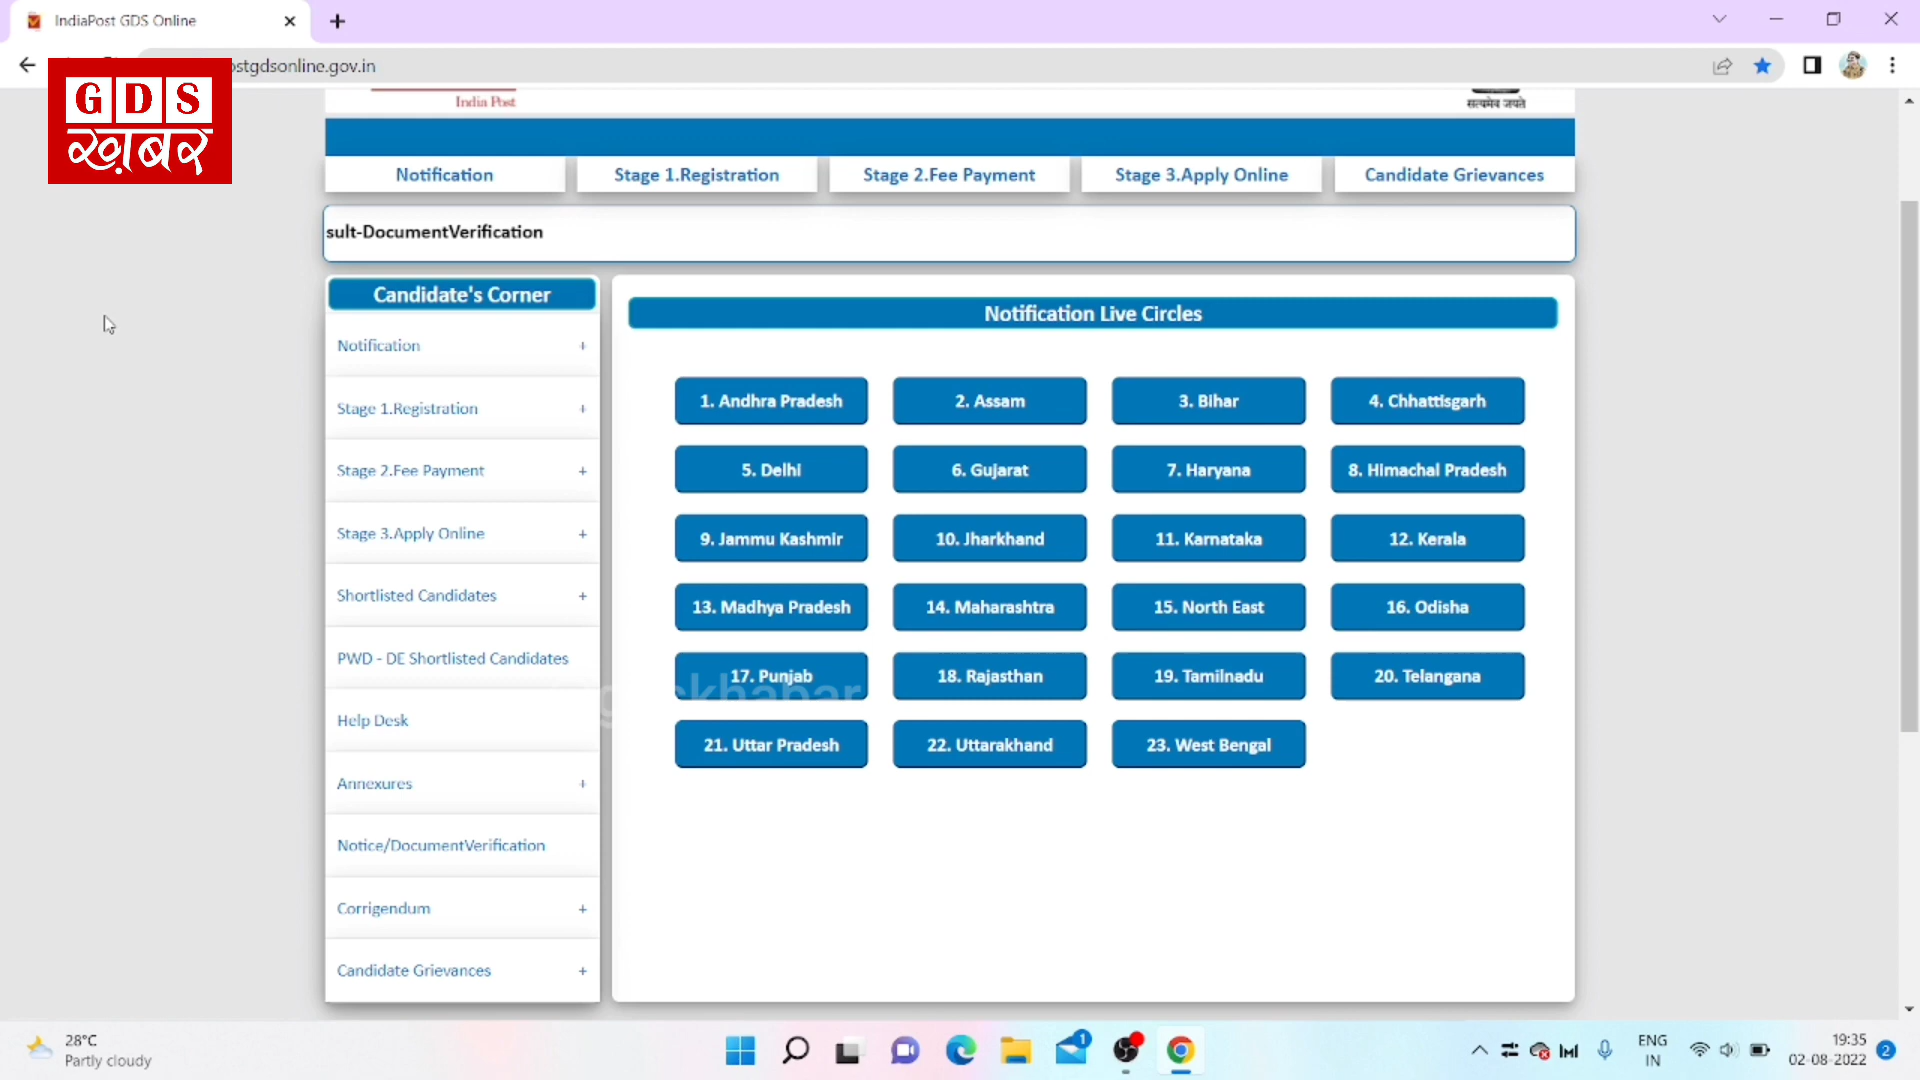 IndiaPost GDS Online
ostgdsonline.gov.in
GDS
ख़बर
India Post
सत्यमेव जयते
Notification
Stage 1.Registration
Stage 2.Fee Payment
Stage 3.Apply Online
Candidate Grievances
sult-DocumentVerification
Candidate's Corner
Notification +
Stage 1.Registration +
Stage 2.Fee Payment +
Stage 3.Apply Online +
Shortlisted Candidates +
PWD - DE Shortlisted Candidates
Help Desk
Annexures +
Notice/DocumentVerification
Corrigendum +
Candidate Grievances +
Notification Live Circles
1. Andhra Pradesh
2. Assam
3. Bihar
4. Chhattisgarh
5. Delhi
6. Gujarat
7. Haryana
8. Himachal Pradesh
9. Jammu Kashmir
10. Jharkhand
11. Karnataka
12. Kerala
13. Madhya Pradesh
14. Maharashtra
15. North East
16. Odisha
17. Punjab
18. Rajasthan
19. Tamilnadu
20. Telangana
21. Uttar Pradesh
22. Uttarakhand
23. West Bengal
28°C
Partly cloudy
1
ENG
IN
19:35
02-08-2022
2